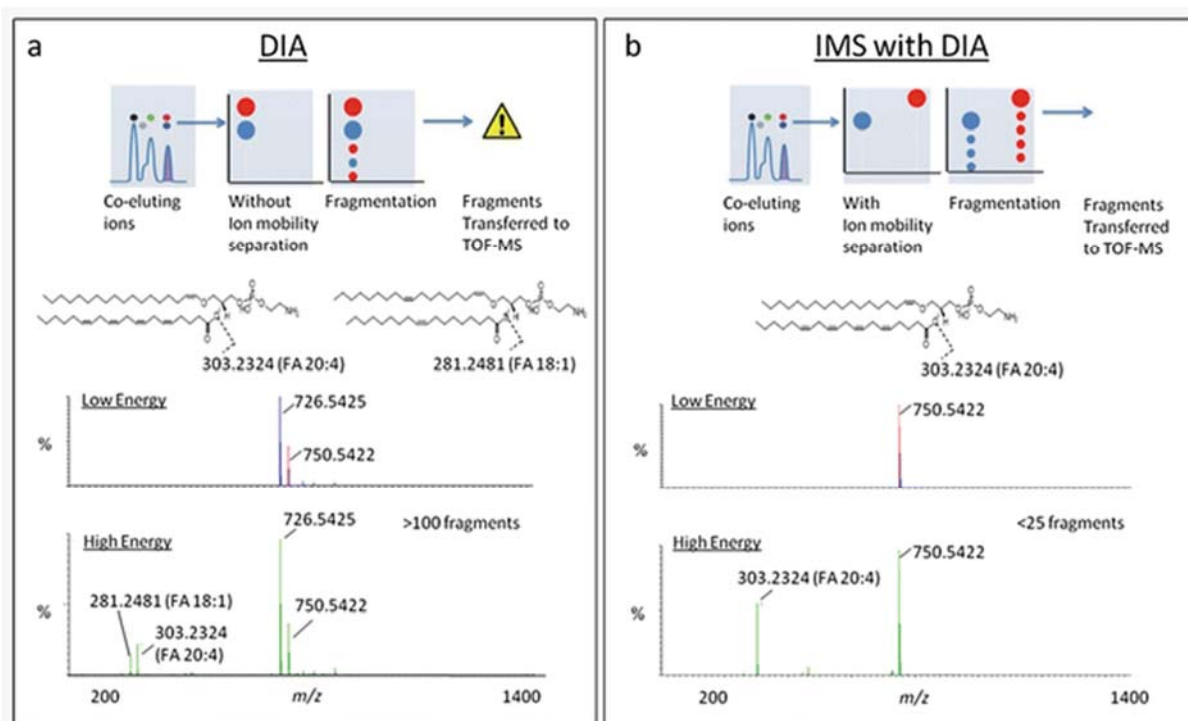 a
DIA
Co-eluting
ions
Without
Ion mobility
separation
Fragmentation
Fragments
Transferred to
TOF-MS
303.2324 (FA 20:4)
281.2481 (FA 18:1)
Low Energy
726.5425
750.5422
%
High Energy
726.5425
>100 fragments
281.2481 (FA 18:1)
750.5422
303.2324
(FA 20:4)
%
200
m/z
1400
b
IMS with DIA
Co-eluting
ions
With
Ion mobility
separation
Fragmentation
Fragments
Transferred
to TOF-MS
303.2324 (FA 20:4)
Low Energy
750.5422
%
<25 fragments
High Energy
750.5422
303.2324 (FA 20:4)
%
200
m/z
1400